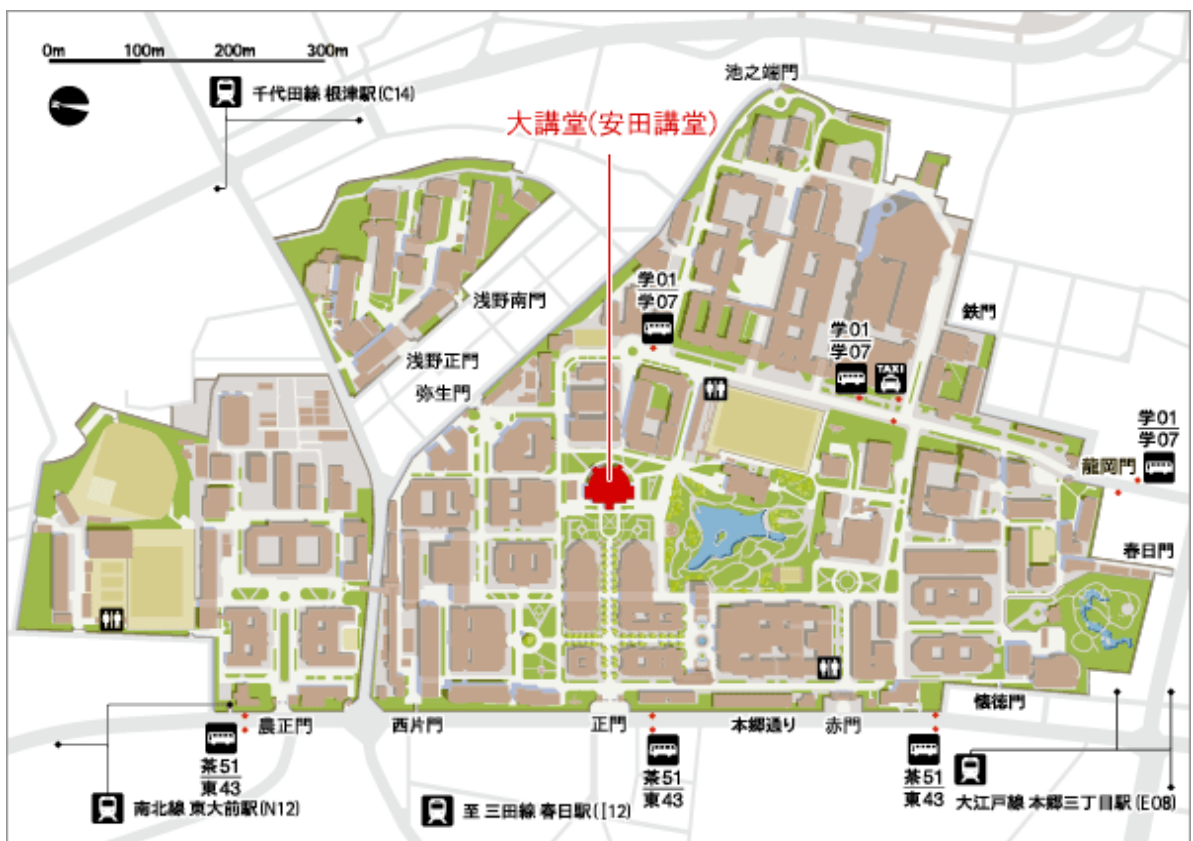 0m 100m 200m 300m
池之端門
千代田線 根津駅(C14)
大講堂(安田講堂)
学01
学07
浅野南門
鉄門
学01
学07
TAXI
浅野正門
弥生門
学01
学07
龍岡門
春日門
懐徳門
農正門
西片門
正門
本郷通り
赤門
茶51
東43
茶51
東43
茶51
東43
南北線 東大前駅(N12)
至 三田線 春日駅(I12)
大江戸線 本郷三丁目駅(E08)